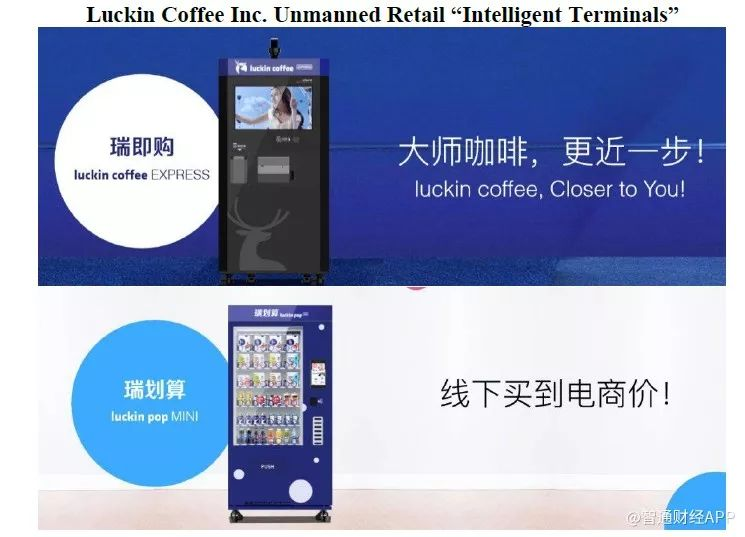 Luckin Coffee Inc. Unmanned Retail “Intelligent Terminals”
luckin coffee
瑞即购
luckin coffee EXPRESS
大师咖啡，更近一步！
luckin coffee, Closer to You!
瑞划算 luckin pop
瑞划算
luckin pop MINI
线下买到电商价！
PUSH
@智通财经APP